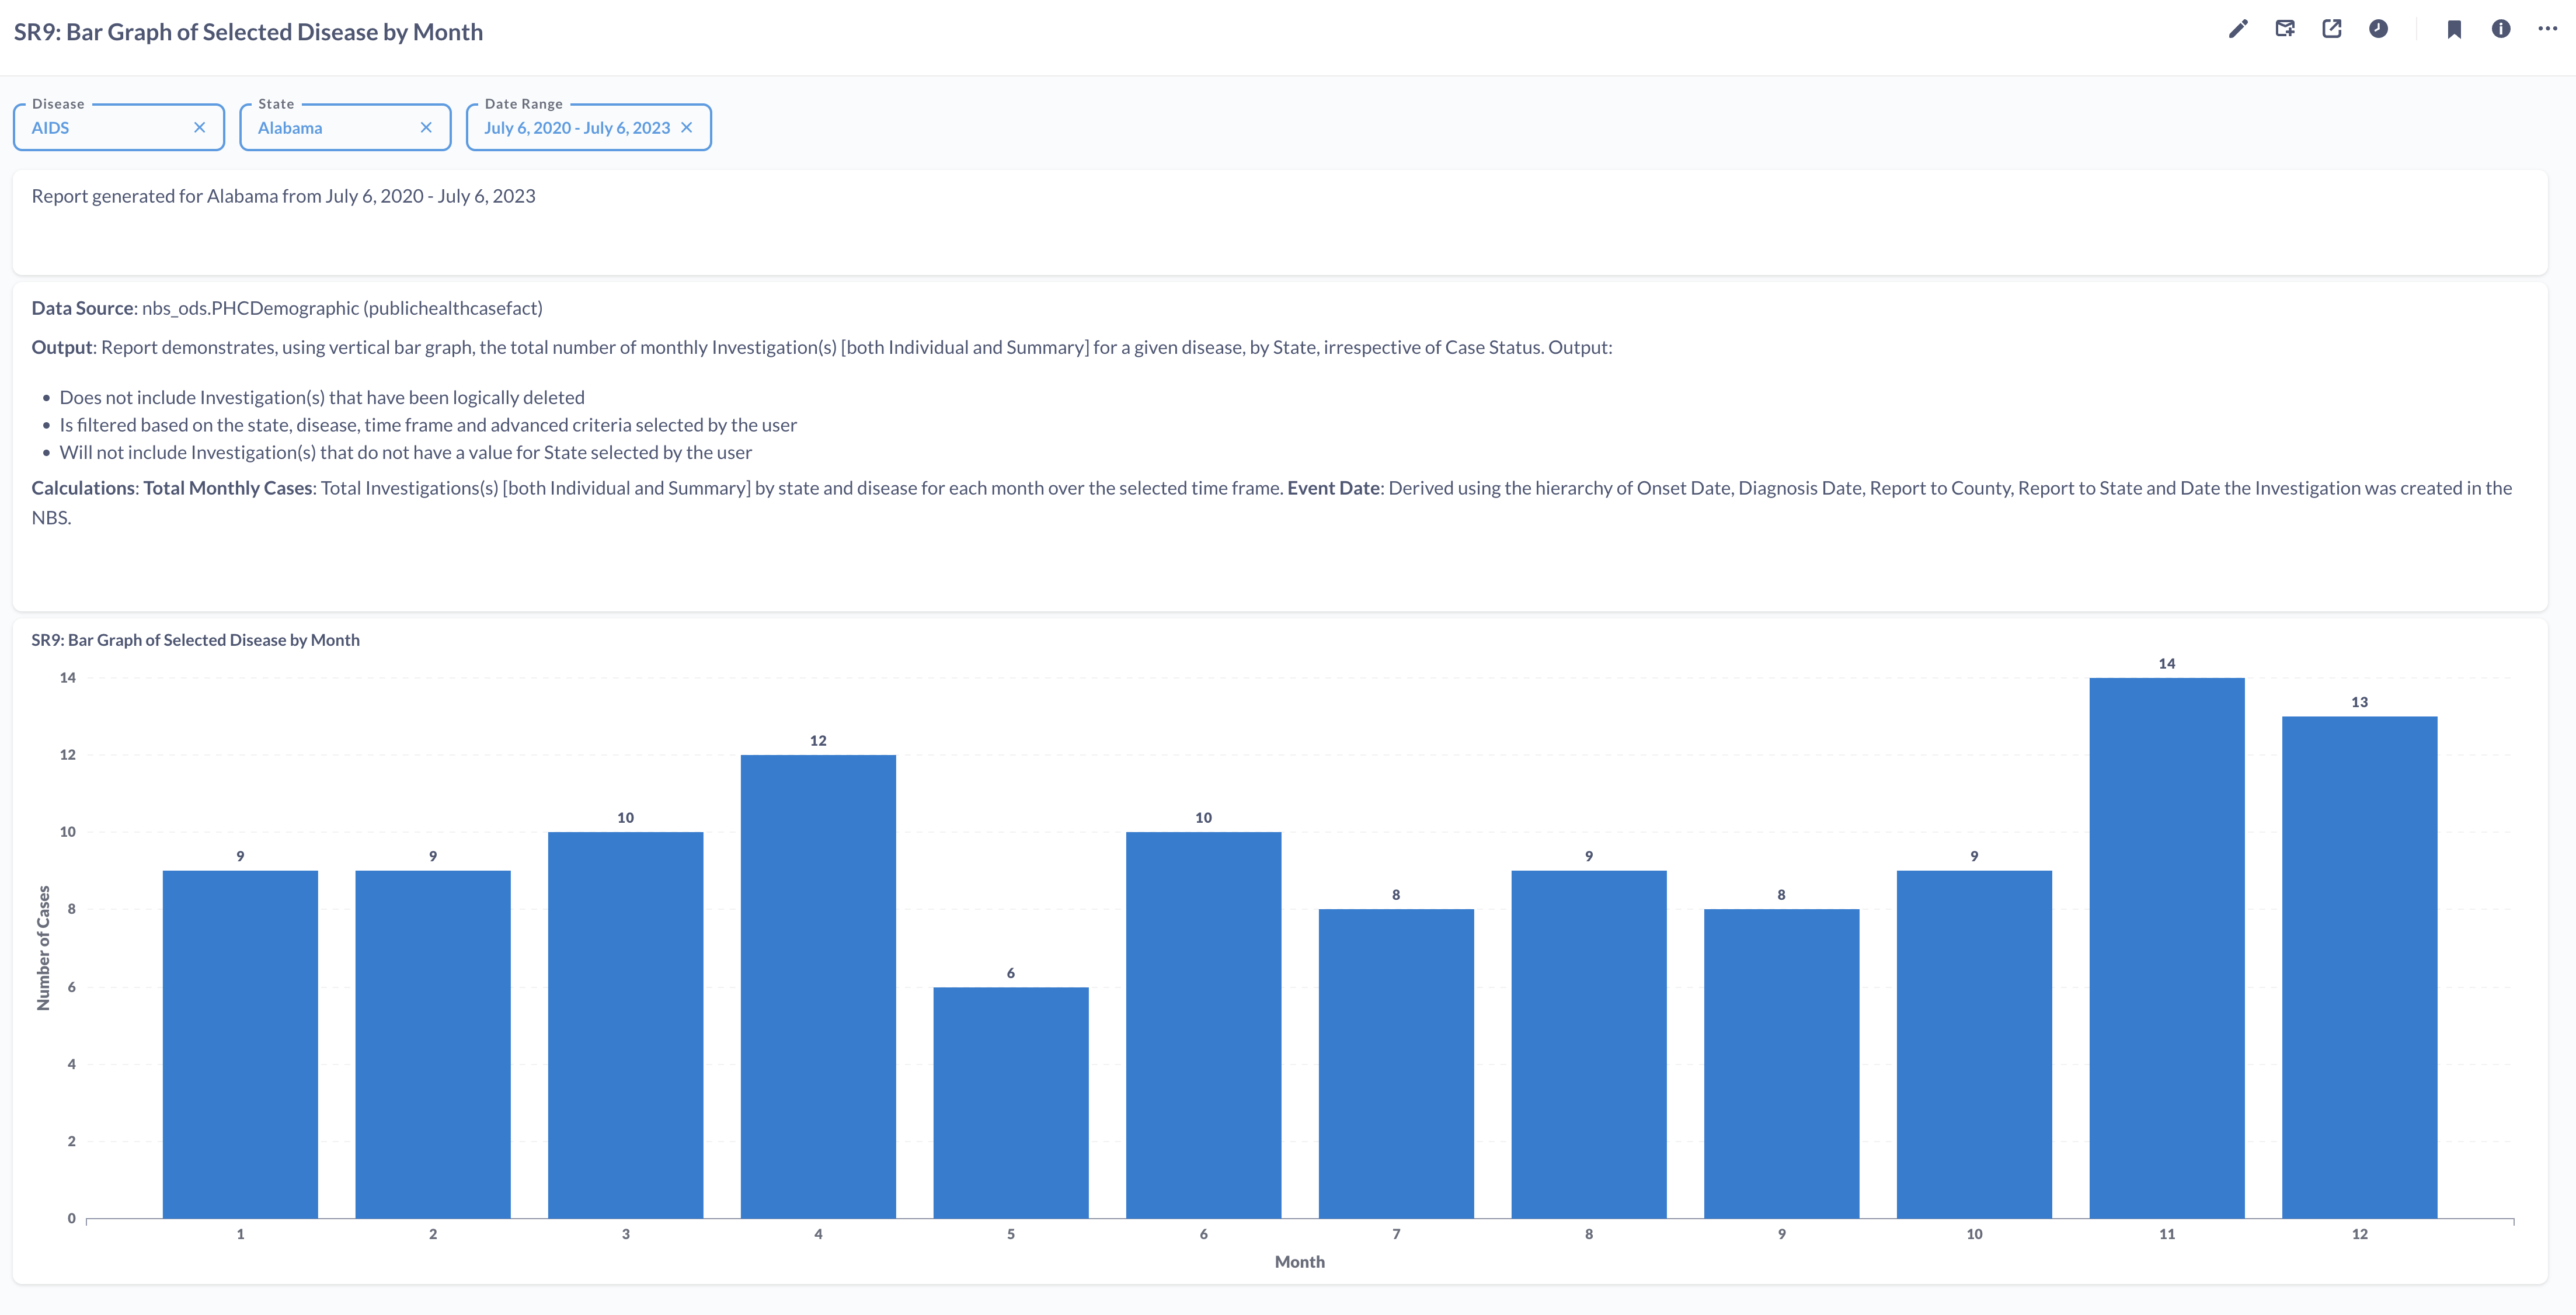 SR9: Bar Graph of Selected Disease by Month
Disease
AIDS
State
Alabama
Date Range
July 6, 2020 - July 6, 2023
Report generated for Alabama from July 6, 2020 - July 6, 2023
Data Source: nbs_ods.PHCDemographic (publichealthcasefact)
Output: Report demonstrates, using vertical bar graph, the total number of monthly Investigation(s) [both Individual and Summary] for a given disease, by State, irrespective of Case Status. Output:
• Does not include Investigation(s) that have been logically deleted
• Is filtered based on the state, disease, time frame and advanced criteria selected by the user
• Will not include Investigation(s) that do not have a value for State selected by the user
Calculations: Total Monthly Cases: Total Investigations(s) [both Individual and Summary] by state and disease for each month over the selected time frame. Event Date: Derived using the hierarchy of Onset Date, Diagnosis Date, Report to County, Report to State and Date the Investigation was created in the
NBS.
SR9: Bar Graph of Selected Disease by Month
Number of Cases
14
12
10
8
6
4
2
0
9
9
10
12
6
10
8
9
8
9
14
13
1 2 3 4 5 6 7 8 9 10 11 12
Month